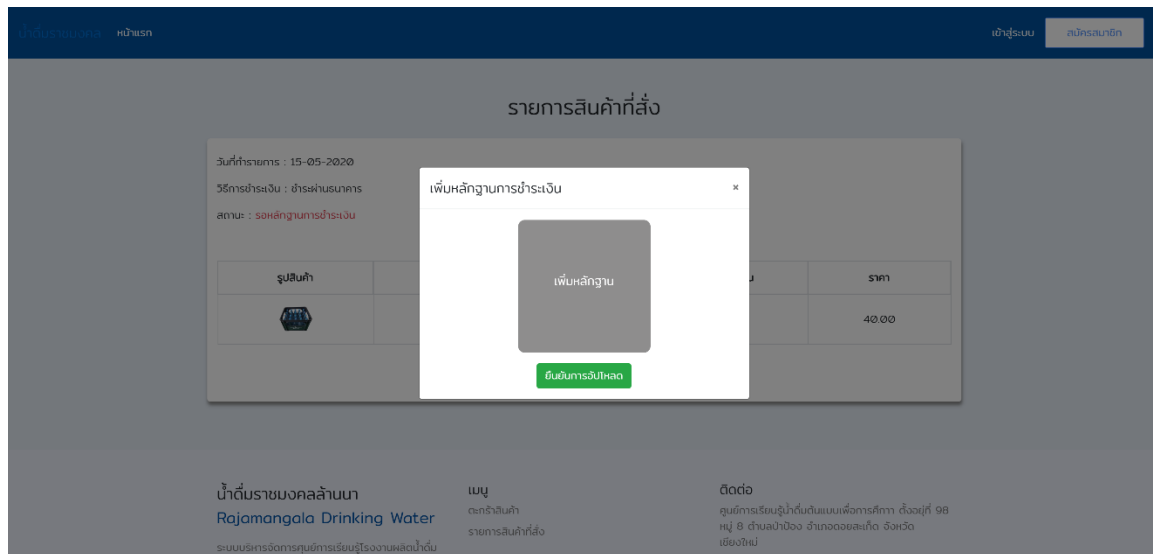 น้ำดื่มราชมงคล หน้าแรก เข้าสู่ระบบ สมัครสมาชิก
รายการสินค้าที่สั่ง
วันที่ทำรายการ : 15-05-2020
วิธีการชำระเงิน : ชำระผ่านธนาคาร
สถานะ : รอหลักฐานการชำระเงิน
เพิ่มหลักฐานการชำระเงิน ×
เพิ่มหลักฐาน
ยืนยันการอัปโหลด
รูปสินค้า ราคา
40.00
น้ำดื่มราชมงคลล้านนา
Rajamangala Drinking Water
ระบบบริหารจัดการศูนย์การเรียนรู้โรงงานผลิตน้ำดื่ม
เมนู
ตะกร้าสินค้า
รายการสินค้าที่สั่ง
ติดต่อ
ศูนย์การเรียนรู้น้ำดื่มต้นแบบเพื่อการศึกาา ตั้งอยุ่ที่ 98
หมู่ 8 ตำบลป่าป้อง อำเภอดอยสะเก็ด จังหวัด
เชียงใหม่